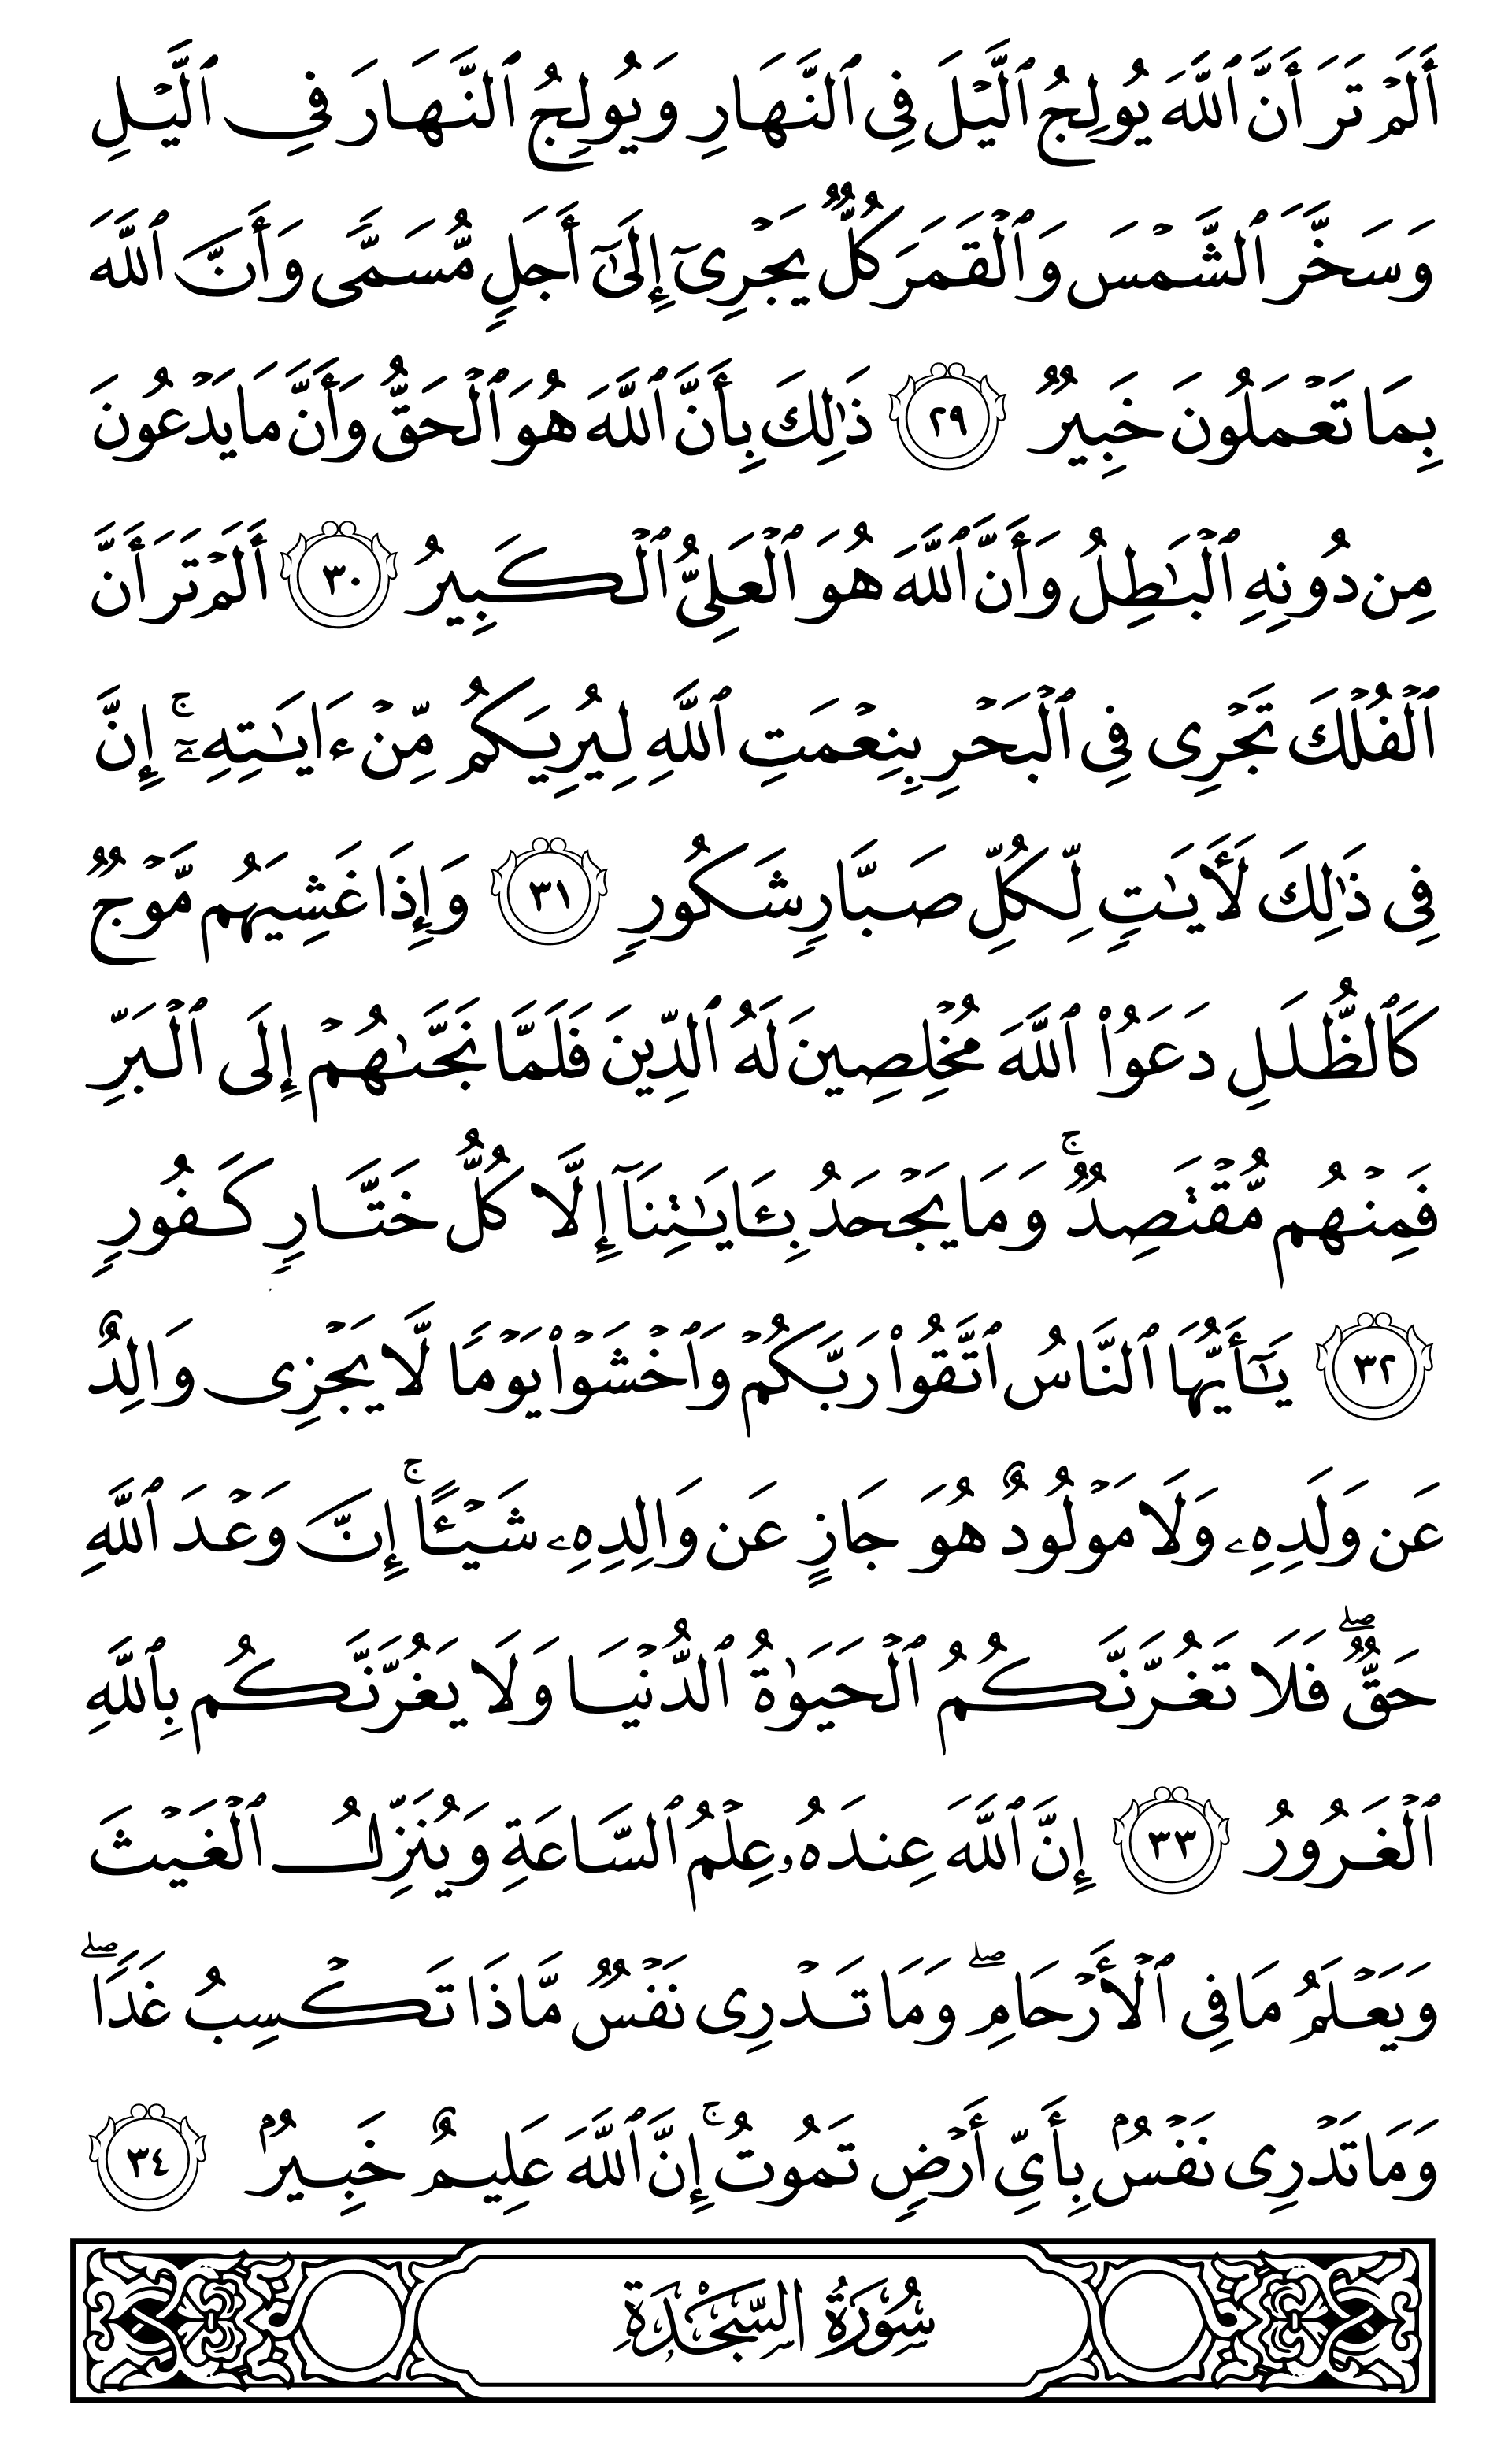 أَلَمْ تَرَ أَنَّ ٱللَّهَ يُولِجُ ٱلَّيْلَ فِى ٱلنَّهَارِ وَيُولِجُ ٱلنَّهَارَ فِى ٱلَّيْلِ
وَسَخَّرَ ٱلشَّمْسَ وَٱلْقَمَرَ كُلٌّ يَجْرِىٓ إِلَىٰٓ أَجَلٍ مُّسَمًّى وَأَنَّ ٱللَّهَ
بِمَا تَعْمَلُونَ خَبِيرٌ ٢٩ ذَٰلِكَ بِأَنَّ ٱللَّهَ هُوَ ٱلْحَقُّ وَأَنَّ مَا يَدْعُونَ
مِن دُونِهِ ٱلْبَـٰطِلُ وَأَنَّ ٱللَّهَ هُوَ ٱلْعَلِىُّ ٱلْكَبِيرُ ٣٠ أَلَمْ تَرَ أَنَّ
ٱلْفُلْكَ تَجْرِى فِى ٱلْبَحْرِ بِنِعْمَتِ ٱللَّهِ لِيُرِيَكُم مِّنْ ءَايَـٰتِهِۦٓ ۚ إِنَّ
فِى ذَٰلِكَ لَأَيَـٰتٍ لِّكُلِّ صَبَّارٍ شَكُورٍ ٣١ وَإِذَا غَشِيَهُم مَّوْجٌ
كَٱلظُّلَلِ دَعَوُا۟ ٱللَّهَ مُخْلِصِينَ لَهُ ٱلدِّينَ فَلَمَّا نَجَّىٰهُمْ إِلَى ٱلْبَرِّ
فَمِنْهُم مُّقْتَصِدٌ ۚ وَمَا يَجْحَدُ بِـَٔايَـٰتِنَآ إِلَّا كُلُّ خَتَّارٍ كَفُورٍ
٣٢ يَـٰٓأَيُّهَا ٱلنَّاسُ ٱتَّقُوا۟ رَبَّكُمْ وَٱخْشَوْا۟ يَوْمًا لَّا يَجْزِى وَالِدٌ
عَن وَلَدِهِۦ وَلَا مَوْلُودٌ هُوَ جَازٍ عَن وَالِدِهِۦ شَيْـًٔا ۚ إِنَّ وَعْدَ ٱللَّهِ
حَقٌّ ۖ فَلَا تَغُرَّنَّكُمُ ٱلْحَيَوٰةُ ٱلدُّنْيَا وَلَا يَغُرَّنَّكُم بِٱللَّهِ
ٱلْغَرُورُ ٣٣ إِنَّ ٱللَّهَ عِندَهُۥ عِلْمُ ٱلسَّاعَةِ وَيُنَزِّلُ ٱلْغَيْثَ
وَيَعْلَمُ مَا فِى ٱلْأَرْحَامِ ۖ وَمَا تَدْرِى نَفْسٌ مَّاذَا تَكْسِبُ غَدًا ۖ
وَمَا تَدْرِى نَفْسٌۢ بِأَىِّ أَرْضٍ تَمُوتُ ۚ إِنَّ ٱللَّهَ عَلِيمٌ خَبِيرٌۢ ٣٤
سُورَةُ السَّجْدَةِ